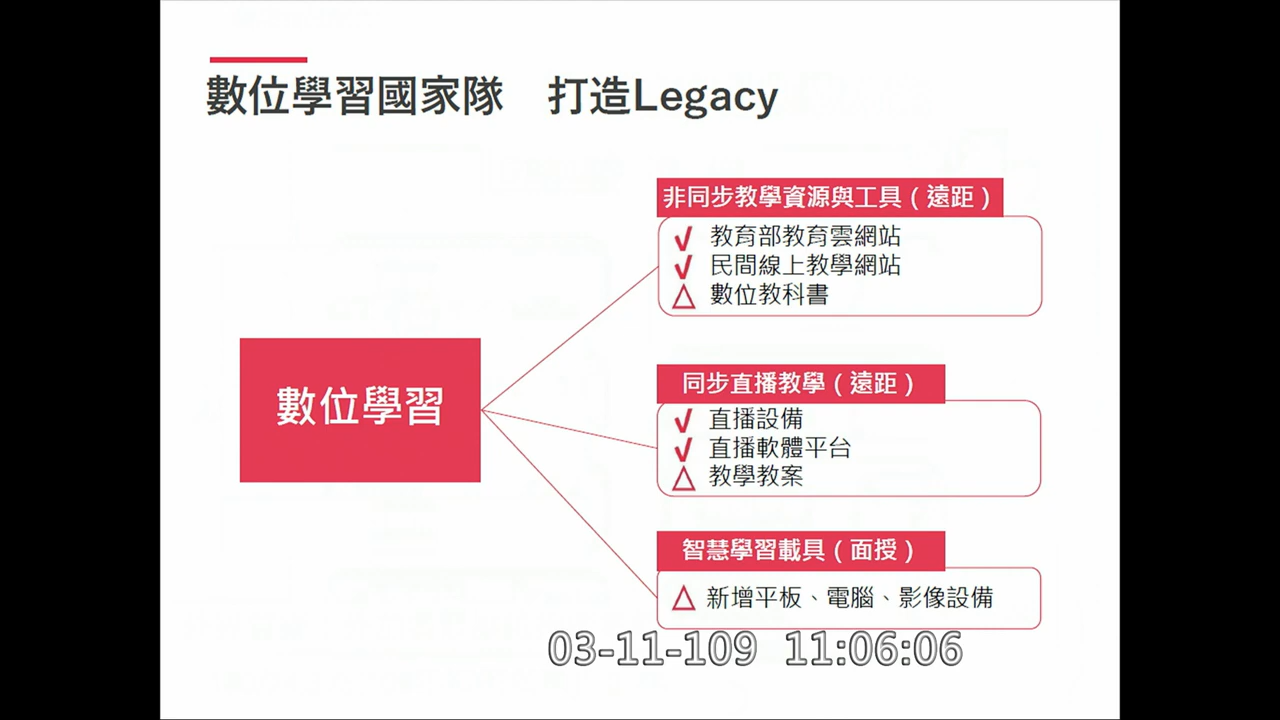 數位學習國家隊　打造Legacy
非同步教學資源與工具（遠距）
教育部教育雲網站
民間線上教學網站
△ 數位教科書
數位學習
同步直播教學（遠距）
直播設備
直播軟體平台
△ 教學教案
智慧學習載具（面授）
△ 新增平板、電腦、影像設備
03-11-109 11:06:06